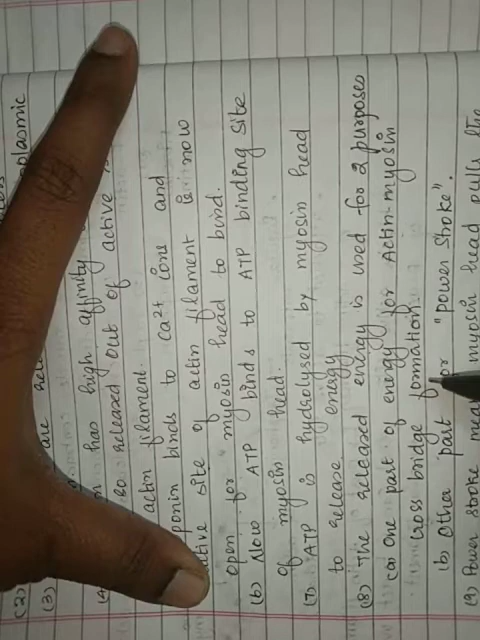 (2) plasmic
(3) are
(4) has high affinity
so released out of active
actin filament.
ponin binds to Ca2+ ions and
active site of actin filament is now
open for myosin head to bind.
(6) Now ATP binds to ATP binding site
of myosin head.
(7) ATP is hydrolysed by myosin head
to release energy
(8) The released energy is used for 2 purposes
(a) One part of energy for Actin-myosin
cross bridge formation
(b) Other part for "power stroke".
(9) Power stroke myosin head pulls the